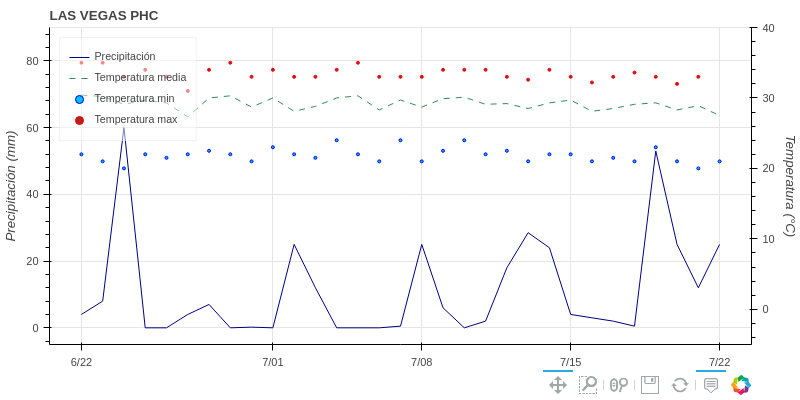 LAS VEGAS PHC
Precipitación
Temperatura media
Temperatura min
Temperatura max
Precipitación (mm)
80
60
40
20
0
Temperatura (°C)
40
30
20
10
0
6/22
7/01
7/08
7/15
7/22